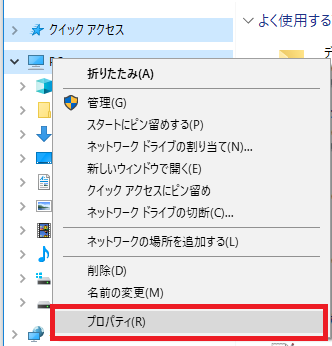 クイック アクセス
よく使用する
PC
折りたたみ(A)
管理(G)
スタートにピン留めする(P)
ネットワーク ドライブの割り当て(N)...
新しいウィンドウで開く(E)
クイック アクセスにピン留め
ネットワーク ドライブの切断(C)...
ネットワークの場所を追加する(L)
削除(D)
名前の変更(M)
プロパティ(R)